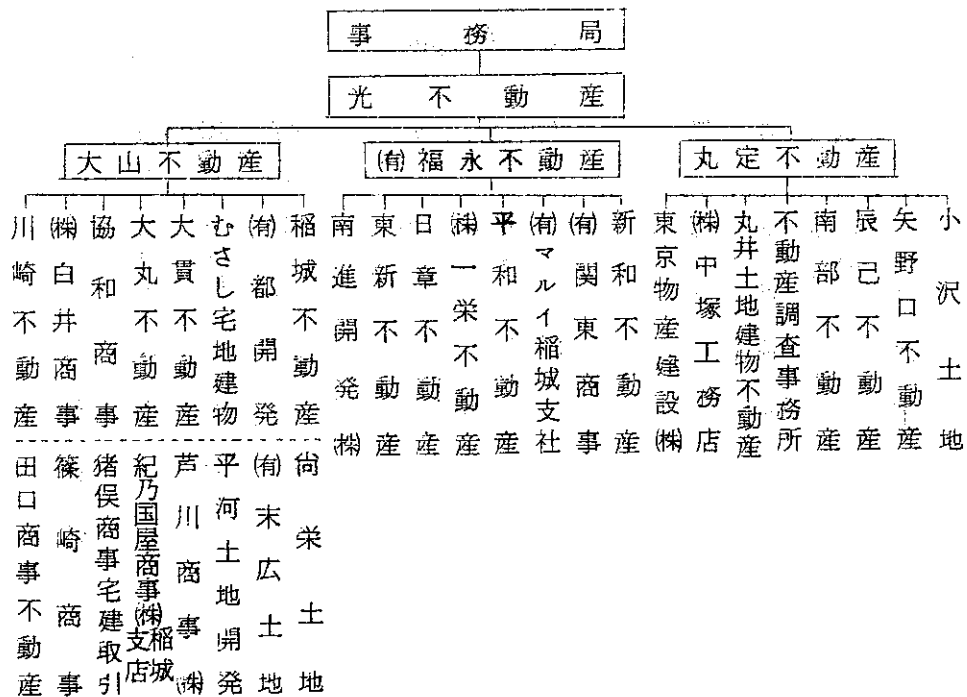 事務局
光不動産
大山不動産
㈲福永不動産
丸定不動産
川崎不動産
㈱白井商事
協和商事
大丸不動産
大貫不動産
むさし宅地建物
㈲都開発
稲城不動産
南進開発㈱
東新不動産
日章不動産
㈱一栄不動産
平和不動産
㈲マルイ稲城支社
㈲関東商事
新和不動産
東京物産建設㈱
㈱中塚工務店
丸井土地建物不動産
不動産調査事務所
南部不動産
辰己不動産
矢野口不動産
小沢土地
田口商事不動産
篠崎商事
猪俣商事宅建取引
紀乃国屋商事㈱稲城支店
芦川商事㈱
平河土地開発
㈲末広土地
尚栄土地